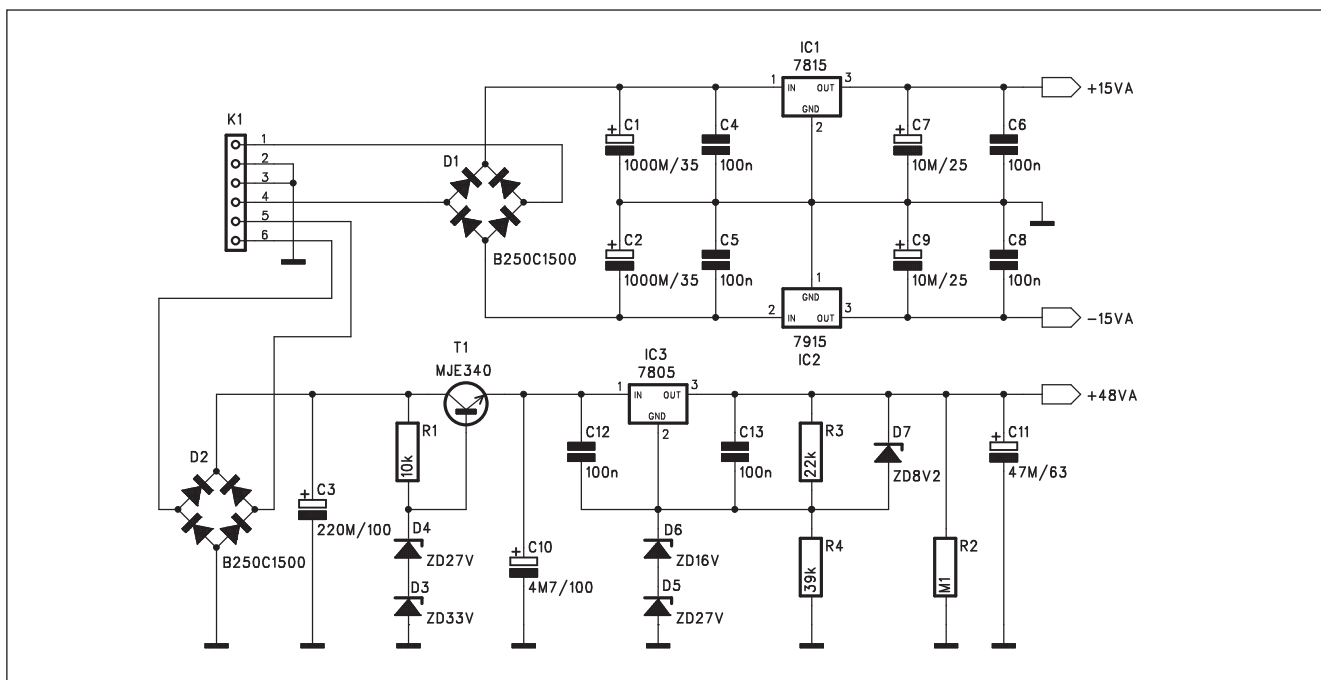 IC1
7815
1
IN
OUT
3
GND
2
+15VA
K1
1
2
3
4
5
6
D1
B250C1500
C1
1000M/35
C4
100n
C7
10M/25
C6
100n
C2
1000M/35
C5
100n
C9
10M/25
C8
100n
1
GND
2
IN
OUT
3
7915
IC2
-15VA
T1
MJE340
IC3
7805
1
IN
OUT
3
GND
2
+48VA
D2
B250C1500
C3
220M/100
R1
10k
D4
ZD27V
D3
ZD33V
C10
4M7/100
C12
100n
C13
100n
D6
ZD16V
D5
ZD27V
R3
22k
R4
39k
D7
ZD8V2
R2
M1
C11
47M/63